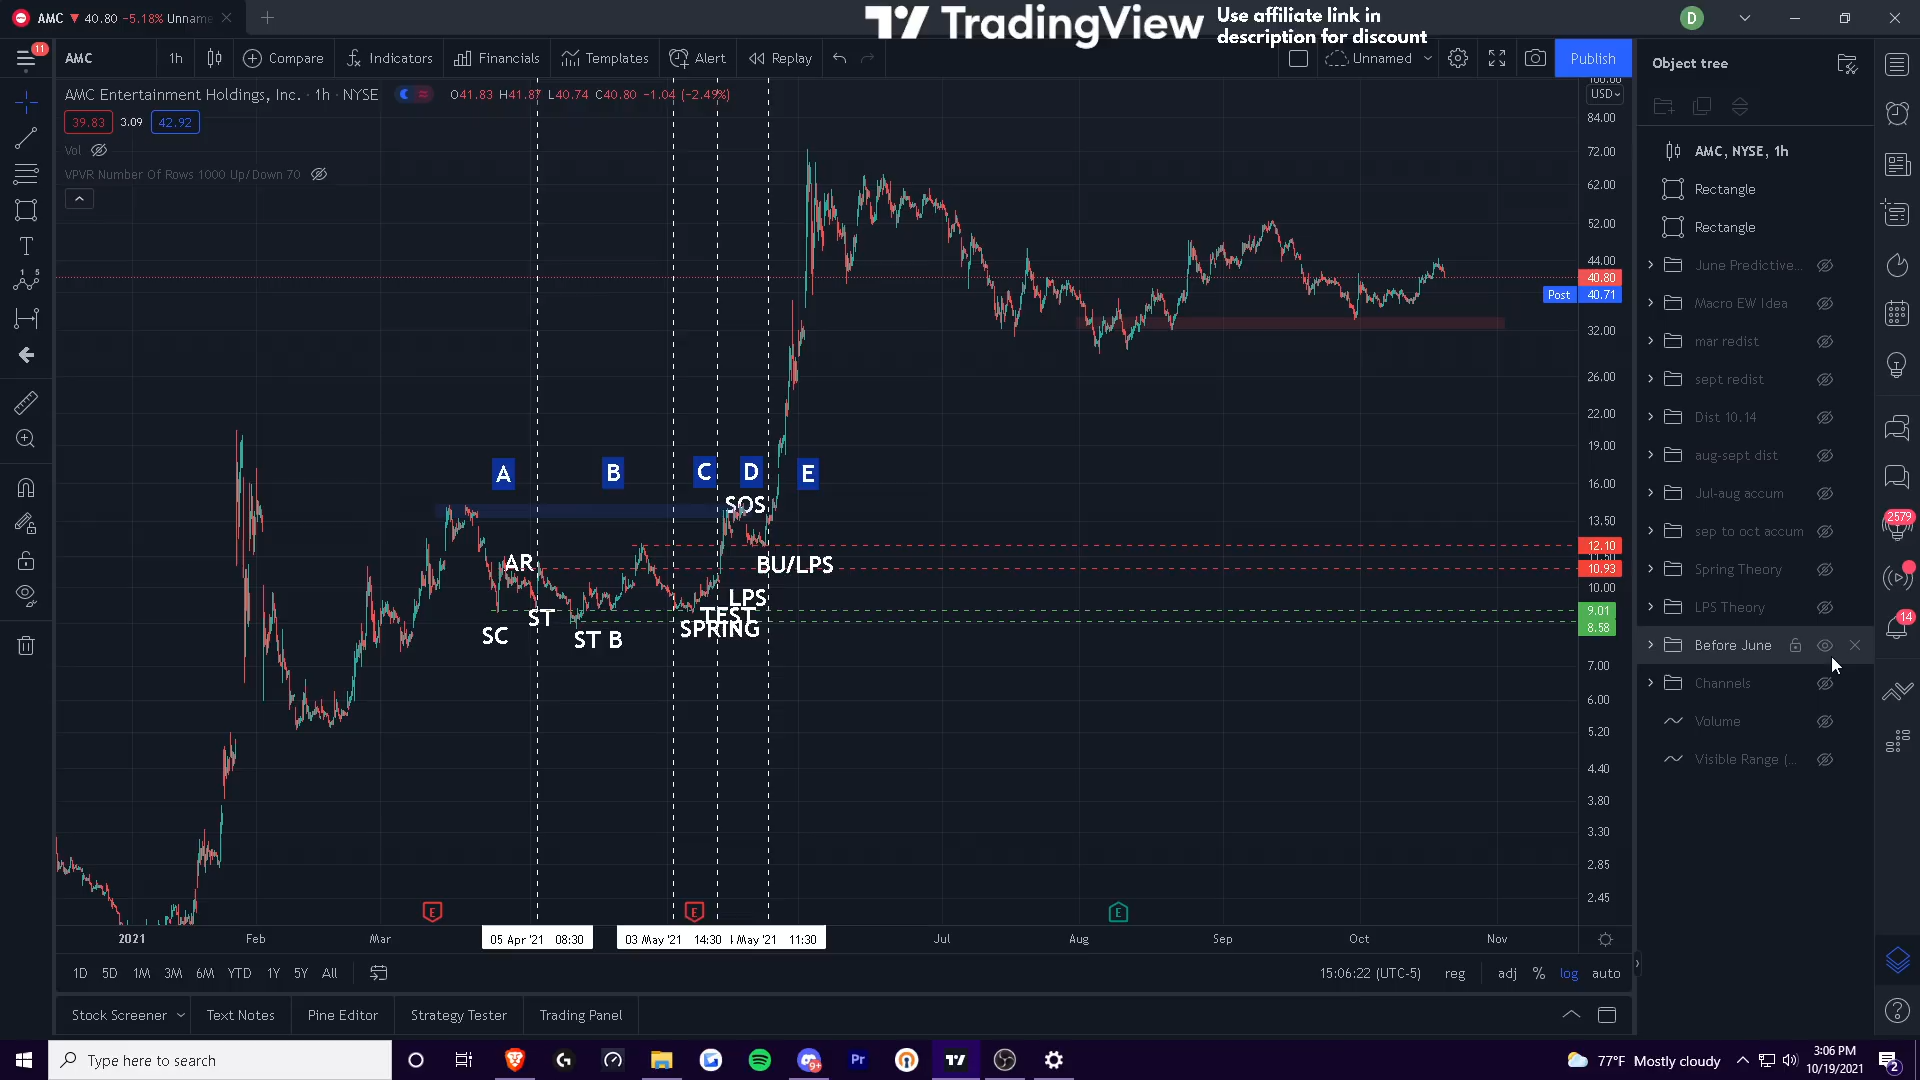 AMC ▼ 40.80 −5.18% Unname
TradingView
Use affiliate link in
description for discount
D
11
AMC
1h
Compare
Indicators
Financials
Templates
Alert
Replay
Unnamed
Publish
Object tree
AMC Entertainment Holdings, Inc. · 1h · NYSE
O41.83 H41.87 L40.74 C40.80 −1.04 (−2.49%)
39.83 3.09 42.92
Vol
VPVR Number Of Rows 1000 Up/Down 70
USD
100.00
84.00
72.00
62.00
52.00
44.00
40.80
Post 40.71
32.00
26.00
22.00
19.00
16.00
13.50
12.10
11.50
10.93
10.00
9.01
8.58
7.00
6.00
5.20
4.40
3.80
3.30
2.85
2.45
A
B
C
D
E
SOS
AR
BU/LPS
LPS
TEST
SPRING
ST
SC
ST B
E
E
E
2021
Feb
Mar
05 Apr '21 08:30
03 May '21 14:30
May '21 11:30
Jul
Aug
Sep
Oct
Nov
AMC, NYSE, 1h
Rectangle
Rectangle
June Predictive...
Macro EW Idea
mar redist
sept redist
Dist 10.14
aug-sept dist
Jul-aug accum
sep to oct accum
Spring Theory
LPS Theory
Before June
Channels
Volume
Visible Range (...
2579
14
1D 5D 1M 3M 6M YTD 1Y 5Y All
15:06:22 (UTC-5)
reg
adj
%
log
auto
Stock Screener
Text Notes
Pine Editor
Strategy Tester
Trading Panel
Type here to search
9+
Pr
77°F Mostly cloudy
3:06 PM
10/19/2021
2